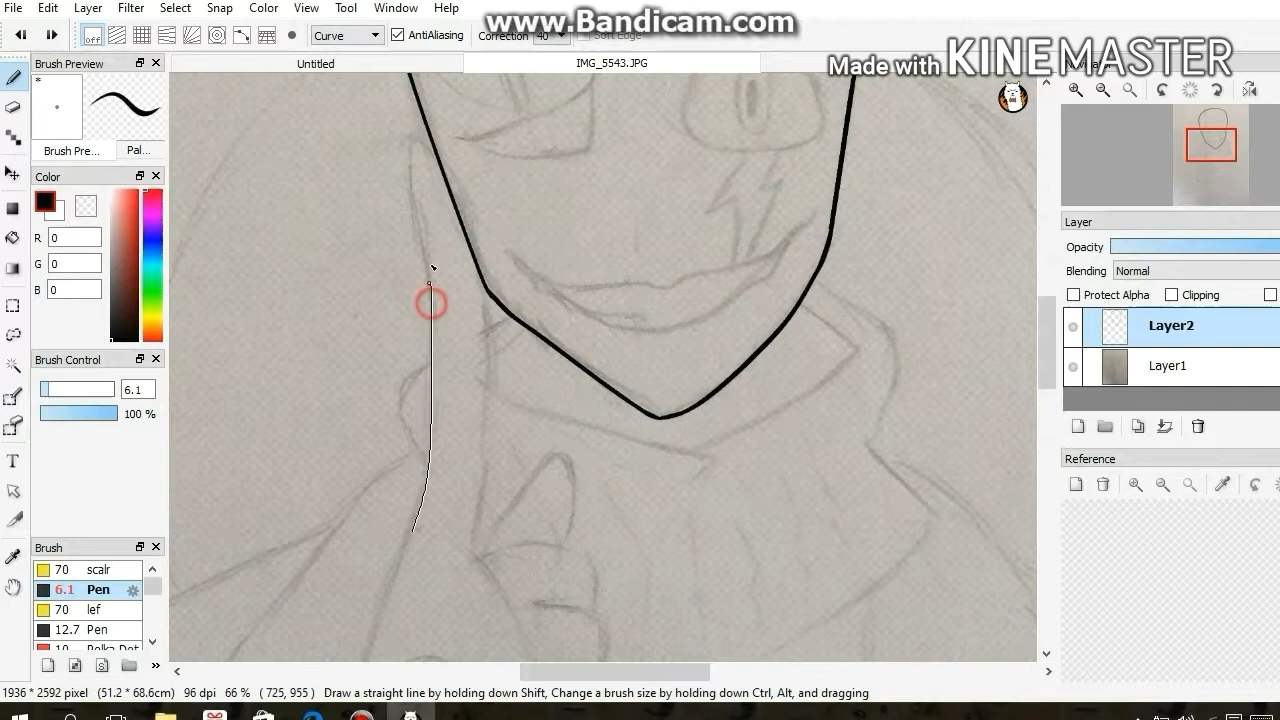 File Edit Layer Filter Select Snap Color View Tool Window Help
www.Bandicam.com
off Curve AntiAliasing Correction 40 Soft Edge
Made with KINEMASTER
Brush Preview
Untitled IMG_5543.JPG
*
Brush Pre... Pal...
Color
R 0
G 0
B 0
Brush Control
6.1
100 %
Brush
70 scalr
6.1 Pen
70 lef
12.7 Pen
Layer
Opacity
Blending Normal
Protect Alpha Clipping
Layer2
Layer1
Reference
1936 * 2592 pixel (51.2 * 68.6cm) 96 dpi 66 % ( 725, 955 ) Draw a straight line by holding down Shift, Change a brush size by holding down Ctrl, Alt, and dragging